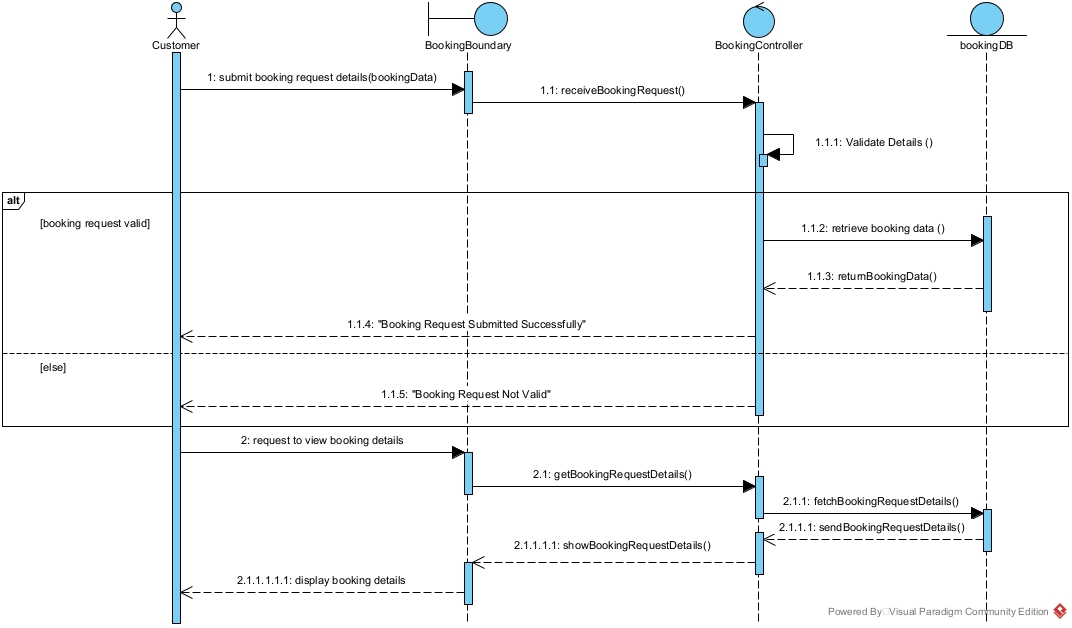 Customer
BookingBoundary
BookingController
bookingDB
1: submit booking request details(bookingData)
1.1: receiveBookingRequest()
1.1.1: Validate Details ()
alt
[booking request valid]
1.1.2: retrieve booking data ()
1.1.3: returnBookingData()
1.1.4: "Booking Request Submitted Successfully"
[else]
1.1.5: "Booking Request Not Valid"
2: request to view booking details
2.1: getBookingRequestDetails()
2.1.1: fetchBookingRequestDetails()
2.1.1.1: sendBookingRequestDetails()
2.1.1.1.1: showBookingRequestDetails()
2.1.1.1.1.1: display booking details
Powered By Visual Paradigm Community Edition